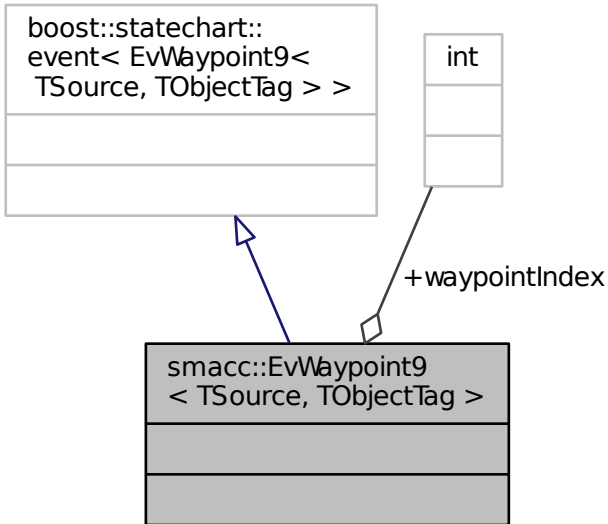 boost::statechart::
event< EvWaypoint9<
TSource, TObjectTag > >
int
+waypointIndex
smacc::EvWaypoint9
< TSource, TObjectTag >